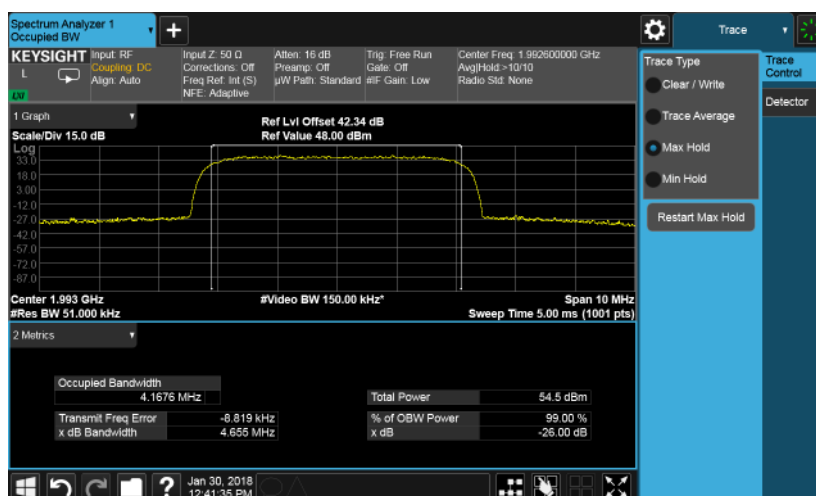 Spectrum Analyzer 1
Occupied BW
+
Trace
KEYSIGHT
L
LXI
Input: RF
Coupling: DC
Align: Auto
Input Z: 50 Ω
Corrections: Off
Freq Ref: Int (S)
NFE: Adaptive
Atten: 16 dB
Preamp: Off
µW Path: Standard
Trig: Free Run
Gate: Off
#IF Gain: Low
Center Freq: 1.992600000 GHz
Avg|Hold:>10/10
Radio Std: None
Trace Type
Clear / Write
Trace Average
Max Hold
Min Hold
Restart Max Hold
Trace
Control
Detector
1 Graph
Scale/Div 15.0 dB
Ref Lvl Offset 42.34 dB
Ref Value 48.00 dBm
Log
33.0
18.0
3.00
-12.0
-27.0
-42.0
-57.0
-72.0
-87.0
Center 1.993 GHz
#Video BW 150.00 kHz*
Span 10 MHz
#Res BW 51.000 kHz
Sweep Time 5.00 ms (1001 pts)
2 Metrics
Occupied Bandwidth
4.1676 MHz
Total Power 54.5 dBm
Transmit Freq Error -8.819 kHz
% of OBW Power 99.00 %
x dB Bandwidth 4.655 MHz
x dB -26.00 dB
?
Jan 30, 2018
12:41:35 PM